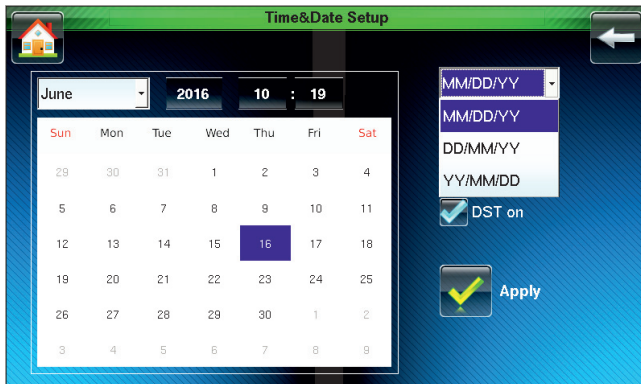 Time&Date Setup
June 2016 10 : 19
Sun Mon Tue Wed Thu Fri Sat
29 30 31 1 2 3 4
5 6 7 8 9 10 11
12 13 14 15 16 17 18
19 20 21 22 23 24 25
26 27 28 29 30 1 2
3 4 5 6 7 8 9
MM/DD/YY
MM/DD/YY
DD/MM/YY
YY/MM/DD
DST on
Apply